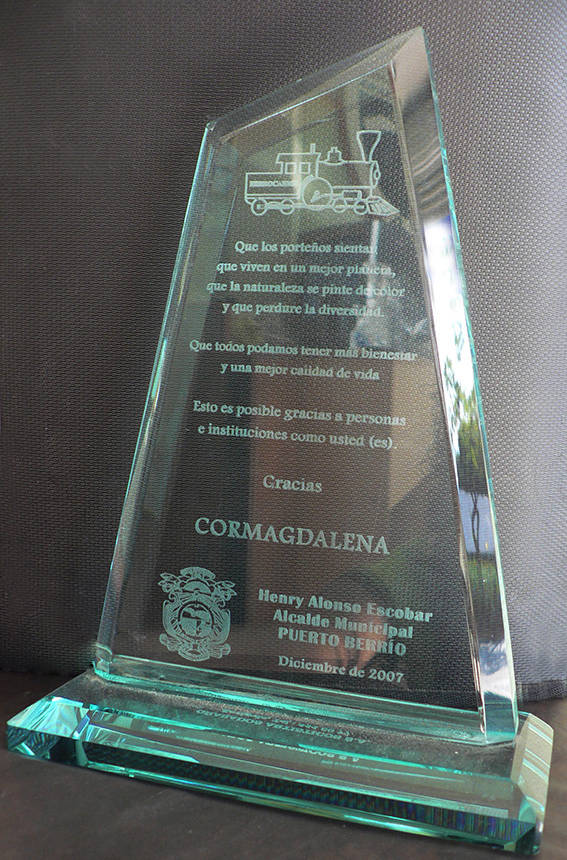 Que los porteños sientan
que viven en un mejor planeta,
que la naturaleza se pinte de color
y que perdure la diversidad.
Que todos podamos tener más bienestar
y una mejor calidad de vida
Esto es posible gracias a personas
e instituciones como usted (es).
Gracias
CORMAGDALENA
Henry Alonso Escobar
Alcalde Municipal
PUERTO BERRÍO
Diciembre de 2007